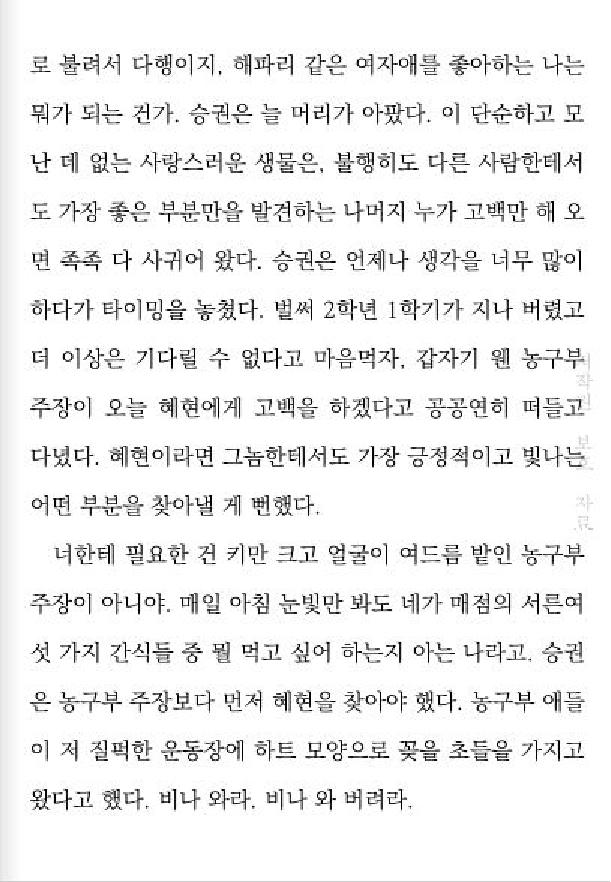 로 불려서 다행이지, 해파리 같은 여자애를 좋아하는 나는
뭐가 되는 건가. 승권은 늘 머리가 아팠다. 이 단순하고 모
난 데 없는 사랑스러운 생물은, 불행히도 다른 사람한테서
도 가장 좋은 부분만을 발견하는 나머지 누가 고백만 해 오
면 족족 다 사귀어 왔다. 승권은 언제나 생각을 너무 많이
하다가 타이밍을 놓쳤다. 벌써 2학년 1학기가 지나 버렸고
더 이상은 기다릴 수 없다고 마음먹자, 갑자기 웬 농구부
주장이 오늘 혜현에게 고백을 하겠다고 공공연히 떠들고
다녔다. 혜현이라면 그놈한테서도 가장 긍정적이고 빛나는
어떤 부분을 찾아낼 게 뻔했다.
너한테 필요한 건 키만 크고 얼굴이 여드름 밭인 농구부
주장이 아니야. 매일 아침 눈빛만 봐도 네가 매점의 서른여
섯 가지 간식들 중 뭘 먹고 싶어 하는지 아는 나라고. 승권
은 농구부 주장보다 먼저 혜현을 찾아야 했다. 농구부 애들
이 저 질퍽한 운동장에 하트 모양으로 꽂을 초들을 가지고
왔다고 했다. 비나 와라. 비나 와 버려라.
저작권 보호 자료